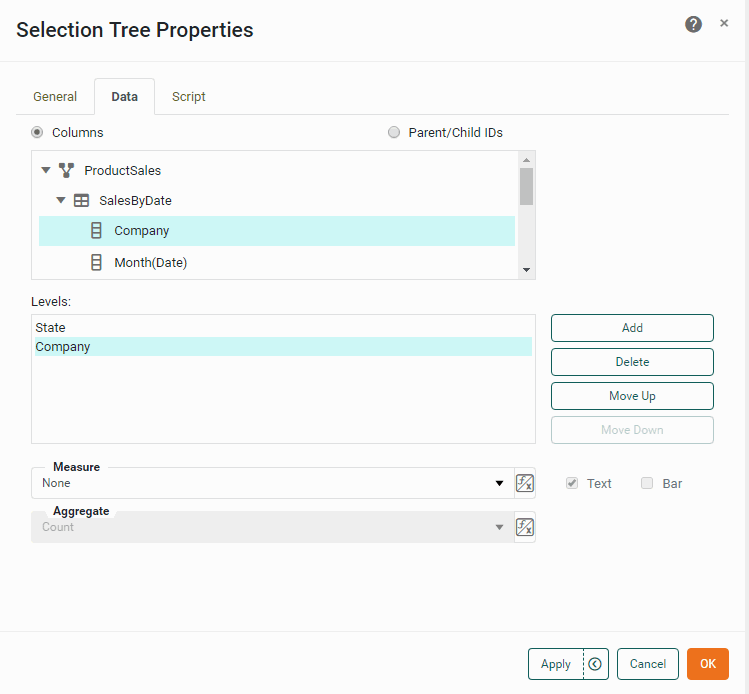 Selection Tree Properties
General Data Script
Columns Parent/Child IDs
ProductSales
SalesByDate
Company
Month(Date)
Levels:
State
Company
Add
Delete
Move Up
Move Down
Measure
None
Text Bar
Aggregate
Count
Apply Cancel OK